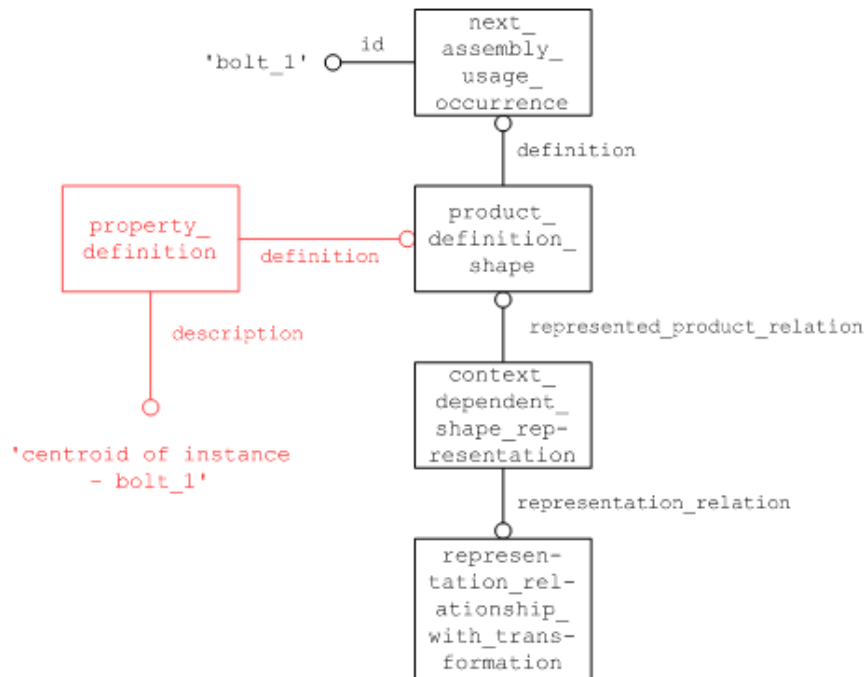 next_
assembly_
usage_
occurrence
id
'bolt_1'
definition
product_
definition_
shape
property_
definition
definition
description
'centroid of instance
- bolt_1'
represented_product_relation
context_
dependent_
shape_rep-
resentation
representation_relation
represen-
tation_rel-
ationship_
with_trans-
formation